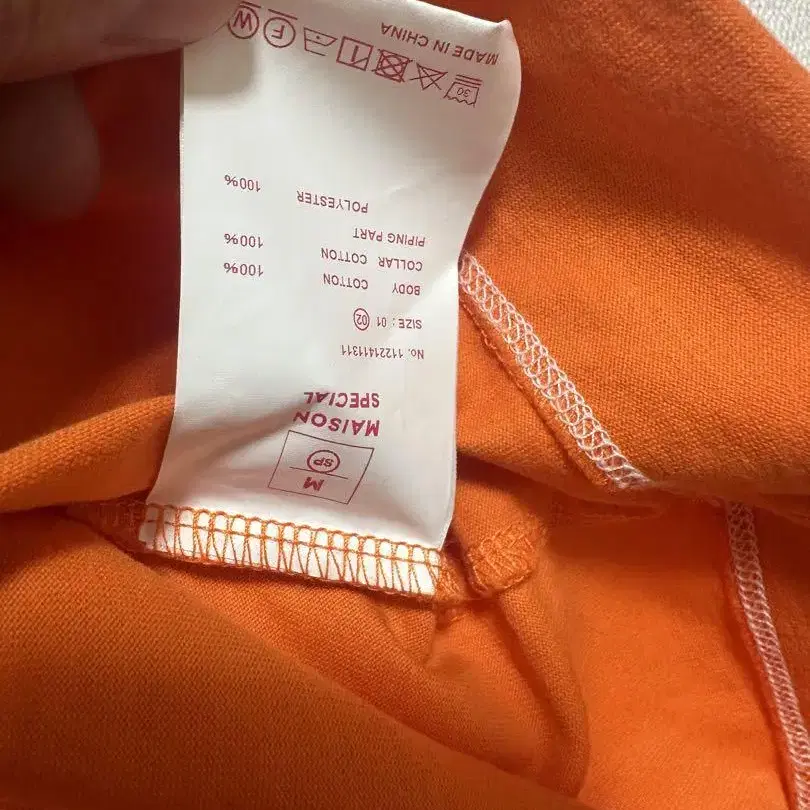 M
SP
MAISON
SPECIAL
No. 11221411311
SIZE : 01 02
BODY COTTON 100%
COLLAR COTTON 100%
PIPING PART
POLYESTER 100%
30
MADE IN CHINA
F W